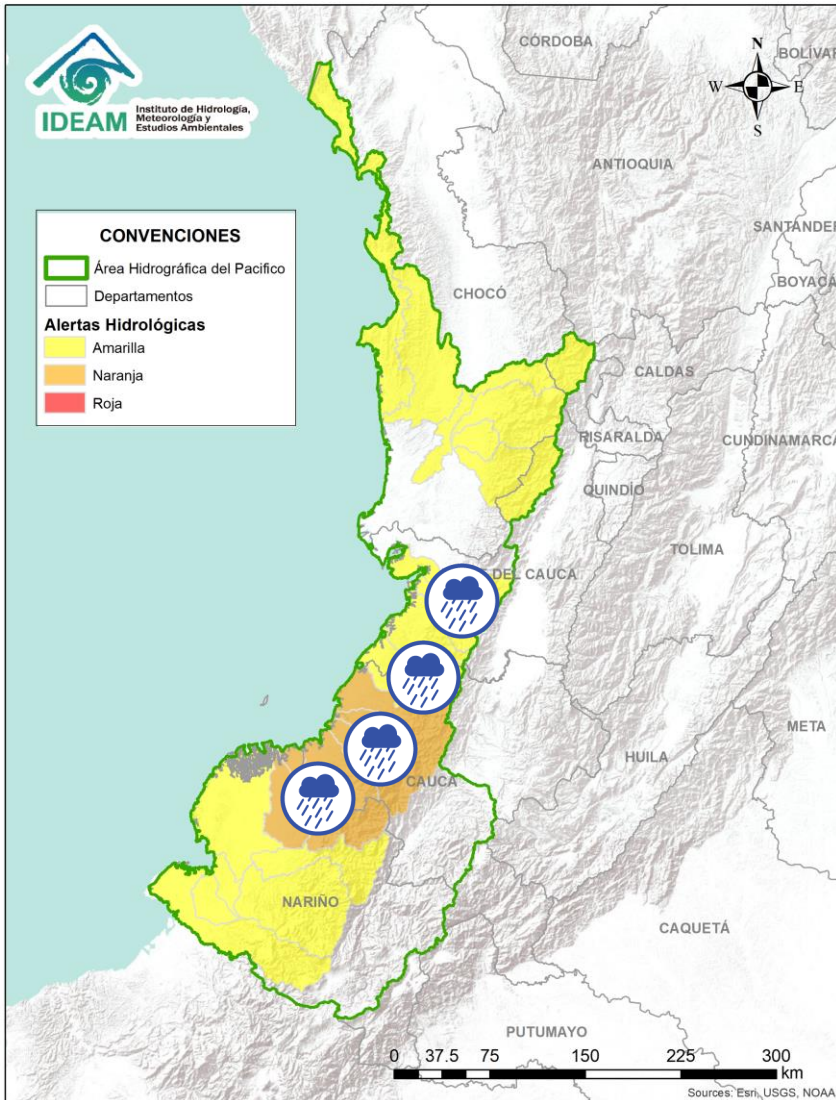 IDEAM
Instituto de Hidrología,
Meteorología y
Estudios Ambientales
CÓRDOBA
BOLÍVAR
N
W
E
S
ANTIOQUIA
SANTANDER
BOYACÁ
CONVENCIONES
Área Hidrográfica del Pacifico
Departamentos
Alertas Hidrológicas
Amarilla
Naranja
Roja
CHOCÓ
CALDAS
RISARALDA
CUNDINAMARCA
QUINDÍO
TOLIMA
DEL CAUCA
META
HUILA
CAUCA
NARIÑO
CAQUETÁ
PUTUMAYO
0 37.5 75 150 225 300
km
Sources: Esri, USGS, NOAA